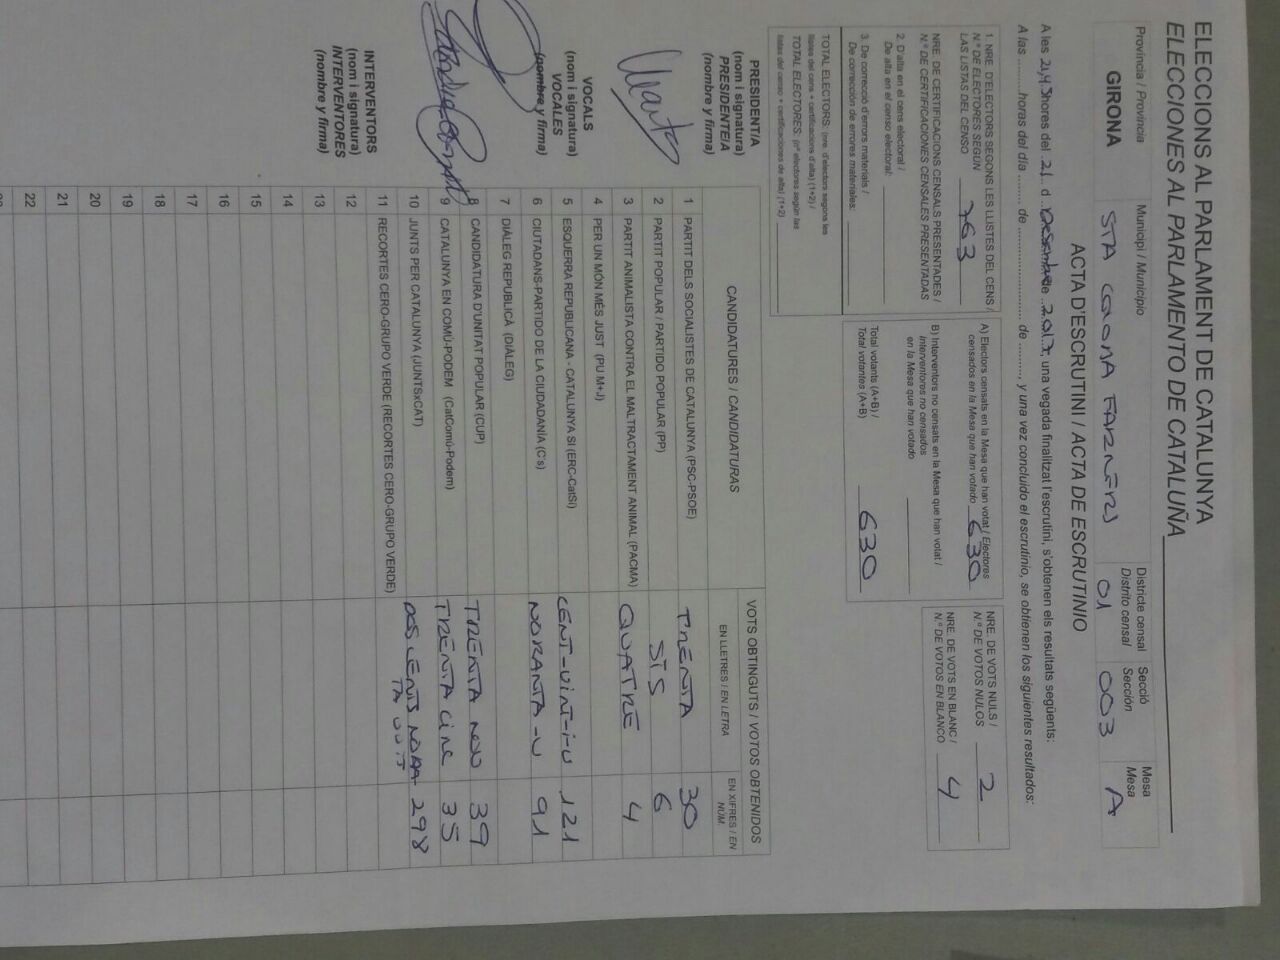 ELECCIONS AL PARLAMENT DE CATALUNYA
ELECCIONES AL PARLAMENTO DE CATALUÑA
Província / Provincia
GIRONA
Municipi / Municipio
STA COLOMA FARNERS
Districte censal
Distrito censal
01
Secció
Sección
003
Mesa
Mesa
A
ACTA D'ESCRUTINI / ACTA DE ESCRUTINIO
A les hores del 21 d de 2017, una vegada finalitzat l'escrutini, s'obtenen els resultats següents:
A las horas del día de de , y una vez concluido el escrutinio, se obtienen los siguientes resultados:
1. NRE. D'ELECTORS SEGONS LES LLISTES DEL CENS /
N.º DE ELECTORES SEGÚN
LAS LISTAS DEL CENSO 763
NRE. DE CERTIFICACIONS CENSALS PRESENTADES /
N.º DE CERTIFICACIONES CENSALES PRESENTADAS
2. D'alta en el cens electoral /
De alta en el censo electoral:
3. De correcció d'errors materials /
De corrección de errores materiales:
TOTAL ELECTORS: (nre. d'electors segons les
llistes del cens + certificacions d'alta) (1+2) /
TOTAL ELECTORES: (nº electores según las
listas del censo + certificaciones de alta) (1+2)
A) Electors censats en la Mesa que han votat / Electores
censados en la Mesa que han votado 630
B) Interventors no censats en la Mesa que han votat /
Interventores no censados
en la Mesa que han votado
Total votants (A+B) /
Total votantes (A+B) 630
NRE. DE VOTS NULS /
N.º DE VOTOS NULOS 2
NRE. DE VOTS EN BLANC /
N.º DE VOTOS EN BLANCO 4
PRESIDENT/A
(nom i signatura)
PRESIDENTE/A
(nombre y firma)
VOCALS
(nom i signatura)
VOCALES
(nombre y firma)
INTERVENTORS
(nom i signatura)
INTERVENTORES
(nombre y firma)
CANDIDATURES / CANDIDATURAS
VOTS OBTINGUTS / VOTOS OBTENIDOS
EN LLETRES / EN LETRA
EN XIFRES / EN NÚM
1 PARTIT DELS SOCIALISTES DE CATALUNYA (PSC-PSOE) TRENTA 30
2 PARTIT POPULAR / PARTIDO POPULAR (PP) SIS 6
3 PARTIT ANIMALISTA CONTRA EL MALTRACTAMENT ANIMAL (PACMA) QUATRE 4
4 PER UN MÓN MÉS JUST (PU M+J)
5 ESQUERRA REPUBLICANA - CATALUNYA SÍ (ERC-CatSí) CENT-VINT-I-U 121
6 CIUTADANS-PARTIDO DE LA CIUDADANÍA (C's) NORANTA-U 91
7 DIÀLEG REPUBLICÀ (DIÀLEG)
8 CANDIDATURA D'UNITAT POPULAR (CUP) TRENTA NOU 39
9 CATALUNYA EN COMÚ-PODEM (CatComú-Podem) TRENTA CINC 35
10 JUNTS PER CATALUNYA (JUNTSxCAT) DOS CENTS NORAN- 298
TA VUIT
11 RECORTES CERO-GRUPO VERDE (RECORTES CERO-GRUPO VERDE)
12
13
14
15
16
17
18
19
20
21
22